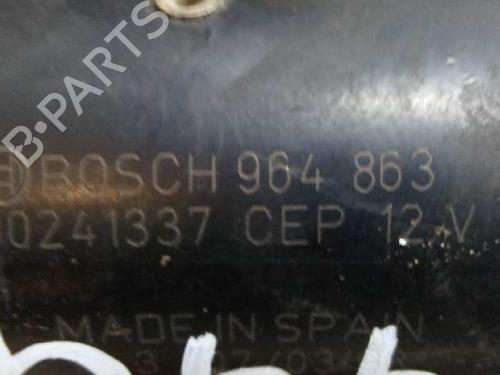 B-PARTS
BOSCH 964 863
0241337 CEP 12 V
MADE IN SPAIN